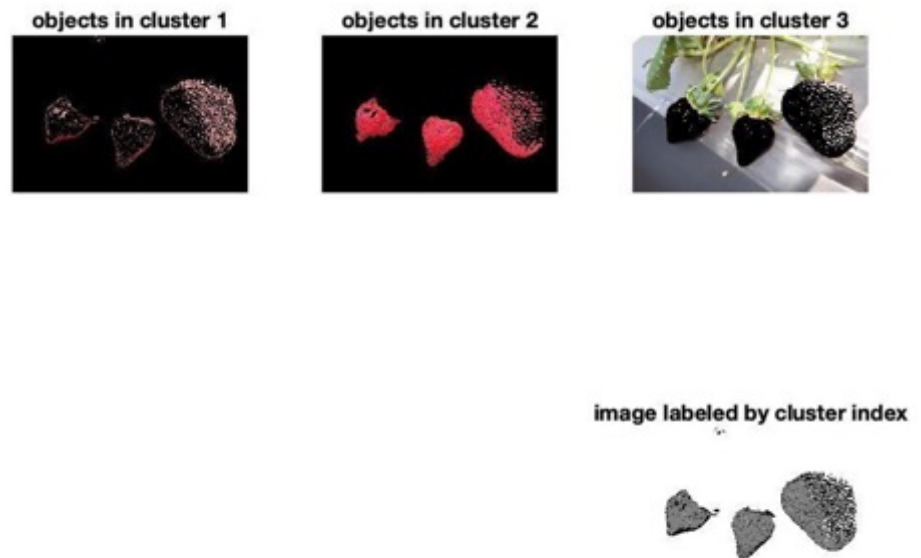 objects in cluster 1
objects in cluster 2
objects in cluster 3
image labeled by cluster index